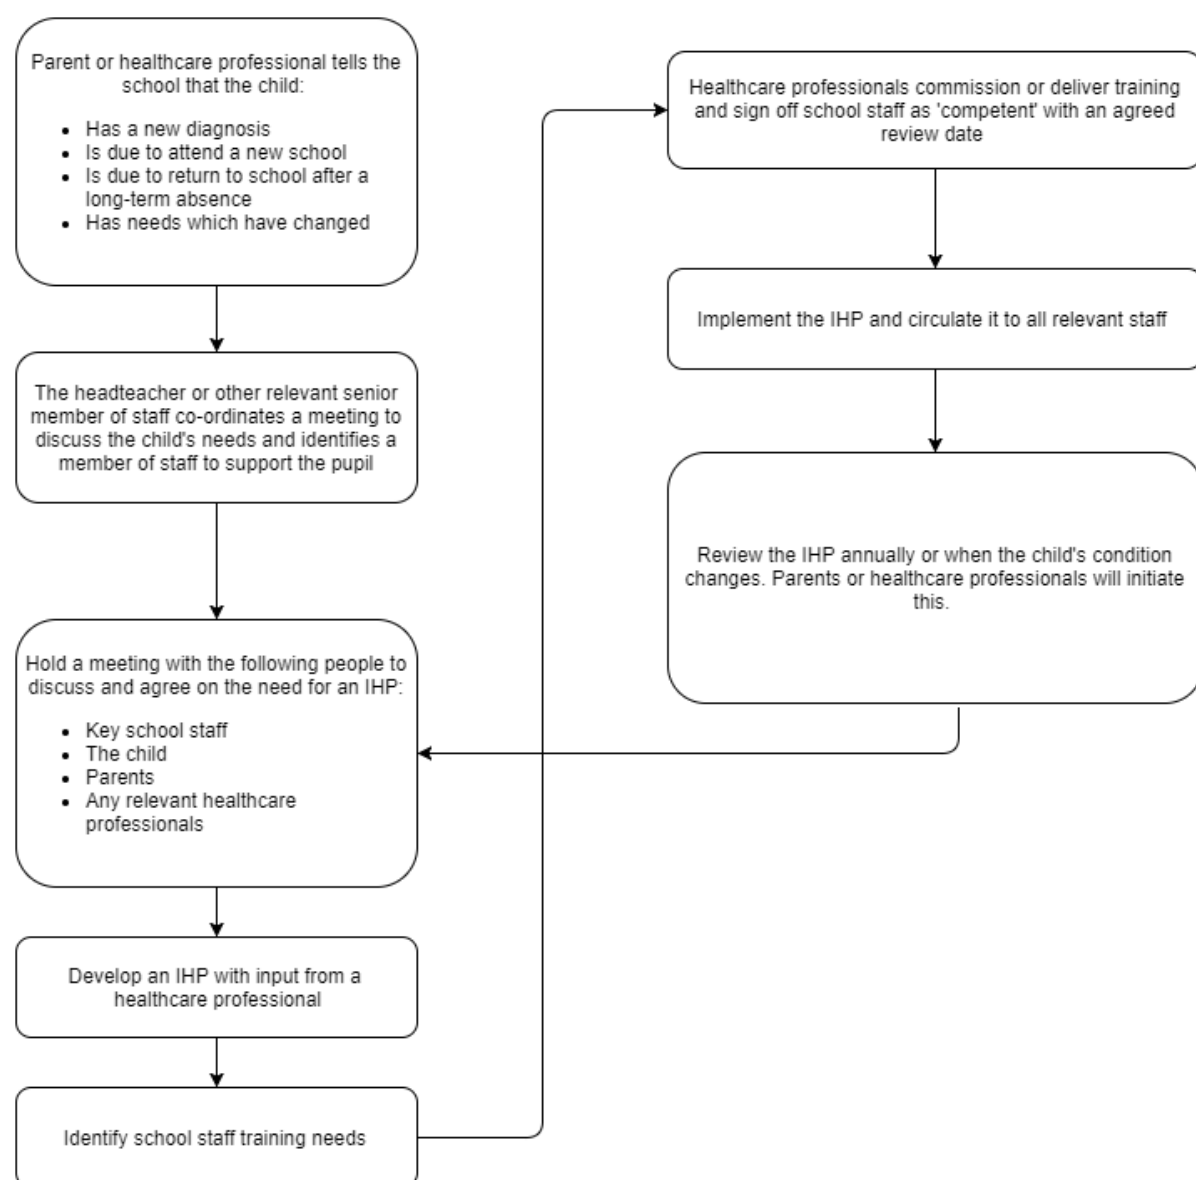 Parent or healthcare professional tells the
school that the child:
• Has a new diagnosis
• Is due to attend a new school
• Is due to return to school after a
long-term absence
• Has needs which have changed
The headteacher or other relevant senior
member of staff co-ordinates a meeting to
discuss the child's needs and identifies a
member of staff to support the pupil
Hold a meeting with the following people to
discuss and agree on the need for an IHP:
• Key school staff
• The child
• Parents
• Any relevant healthcare
professionals
Develop an IHP with input from a
healthcare professional
Identify school staff training needs
Healthcare professionals commission or deliver training
and sign off school staff as 'competent' with an agreed
review date
Implement the IHP and circulate it to all relevant staff
Review the IHP annually or when the child's condition
changes. Parents or healthcare professionals will initiate
this.